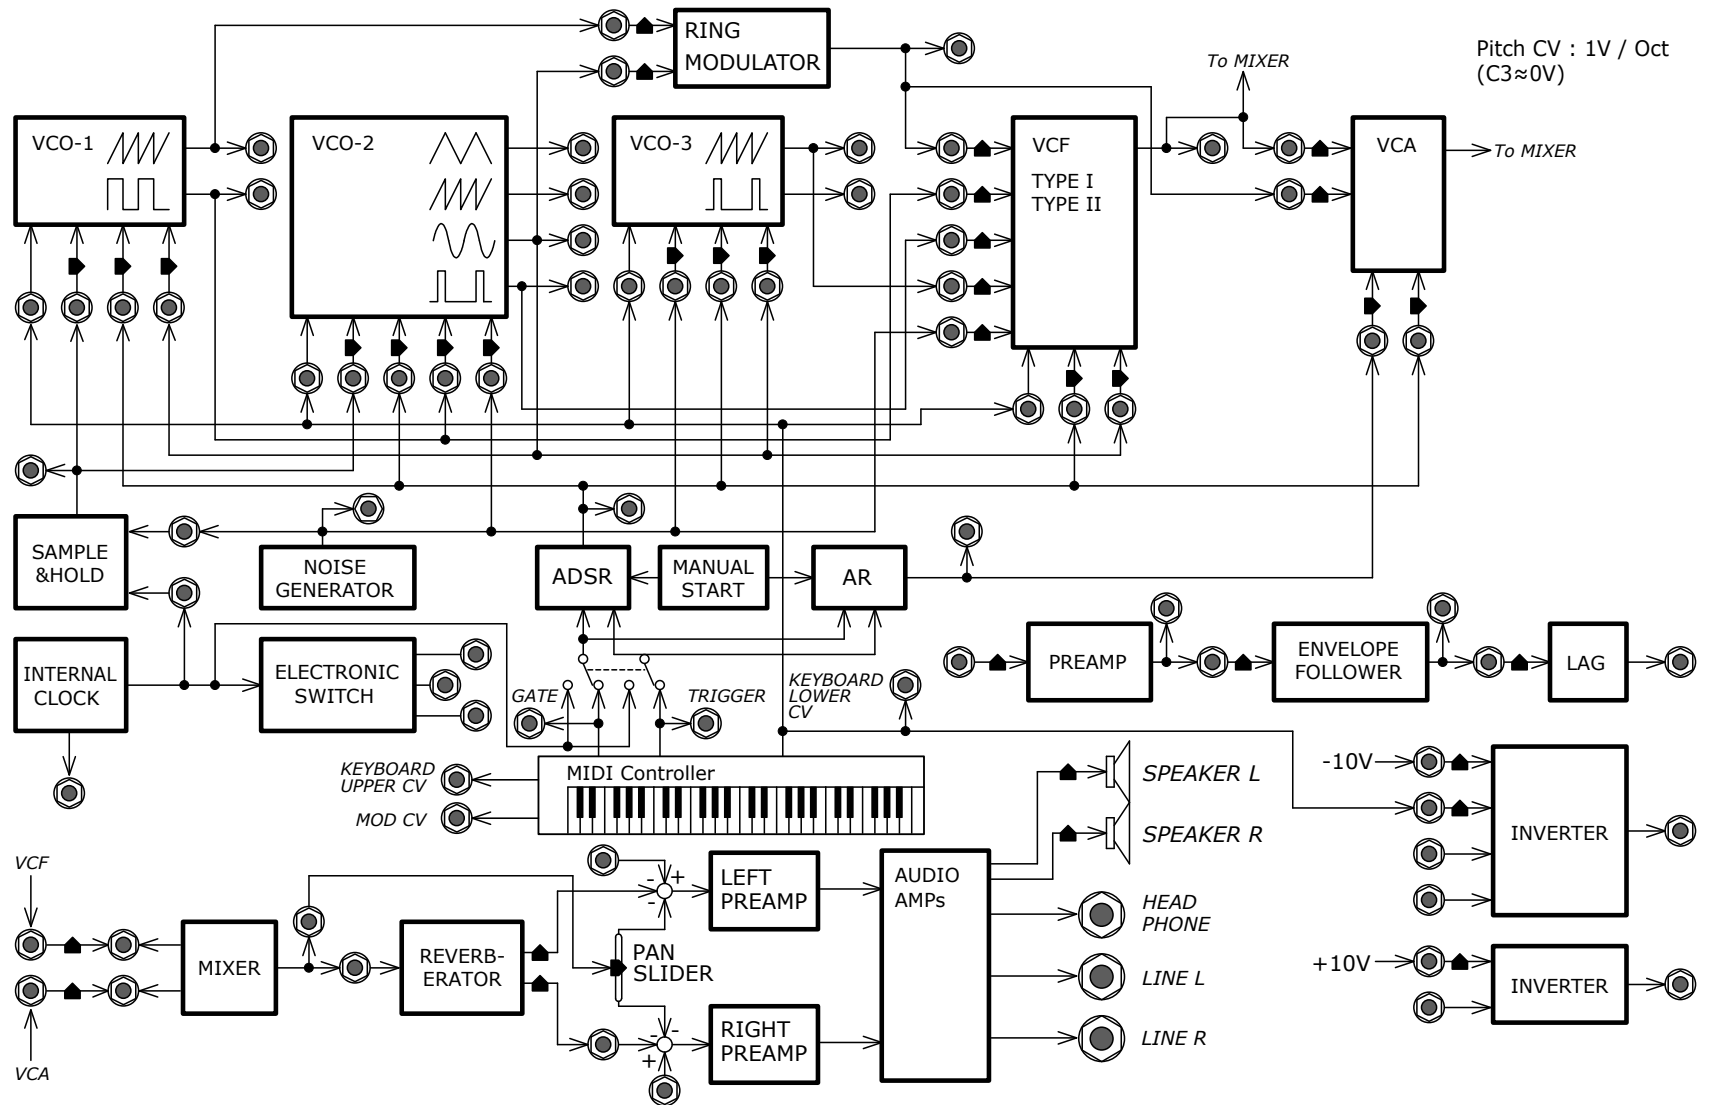 RING
MODULATOR
Pitch CV : 1V / Oct
(C3≈0V)
To MIXER
VCO-1
VCO-2
VCO-3
VCF
TYPE I
TYPE II
VCA
To MIXER
SAMPLE
&HOLD
NOISE
GENERATOR
ADSR
MANUAL
START
AR
INTERNAL
CLOCK
ELECTRONIC
SWITCH
GATE
TRIGGER
KEYBOARD
LOWER
CV
PREAMP
ENVELOPE
FOLLOWER
LAG
KEYBOARD
UPPER CV
MOD CV
MIDI Controller
SPEAKER L
SPEAKER R
-10V
INVERTER
VCF
VCA
MIXER
REVERB-
ERATOR
-
+
-
PAN
SLIDER
-
-
+
LEFT
PREAMP
RIGHT
PREAMP
AUDIO
AMPs
HEAD
PHONE
LINE L
LINE R
+10V
INVERTER